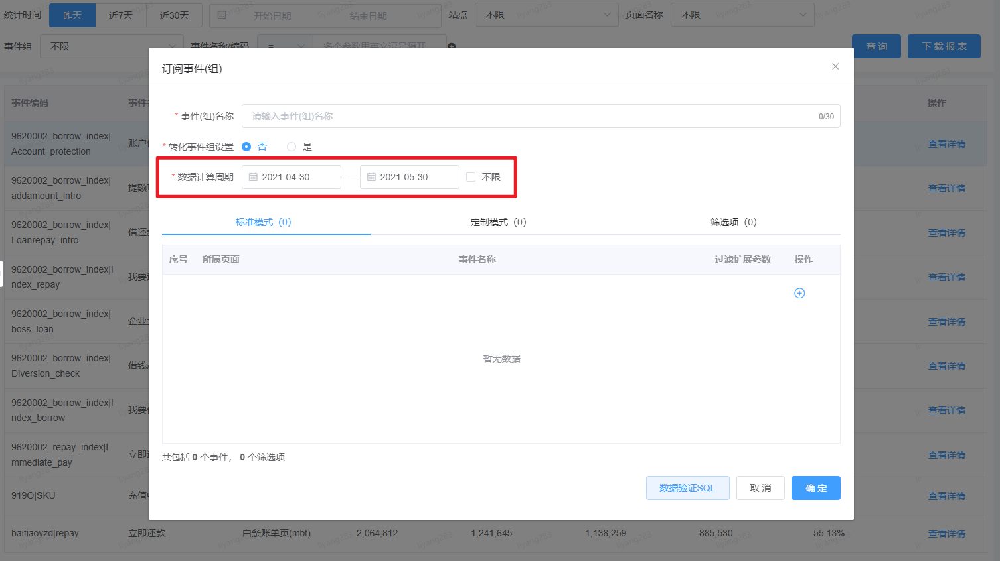 统计时间 昨天 近7天 近30天 开始日期 - 结束日期 站点 不限 页面名称 不限
事件组 不限 事件名称/编码 = 多个参数用英文逗号隔开 查询 下载报表
订阅事件(组)
事件编码 操作
* 事件(组)名称 请输入事件(组)名称 0/30
9620002_borrow_index|
Account_protection
查看详情
* 转化事件组设置 否 是
* 数据计算周期 2021-04-30 —— 2021-05-30 不限
9620002_borrow_index|
addamount_intro
查看详情
标准模式（0） 定制模式（0） 筛选项（0）
9620002_borrow_index|
Loanrepay_intro
借还
查看详情
序号 所属页面 事件名称 过滤扩展参数 操作
9620002_borrow_index|I
ndex_repay
我要
查看详情
9620002_borrow_index|
boss_loan
企业
查看详情
暂无数据
9620002_borrow_index|
Diversion_check
借钱
查看详情
9620002_borrow_index|I
ndex_borrow
我要
查看详情
9620002_repay_index|I
mmediate_pay
立即
查看详情
共包括 0 个事件， 0 个筛选项
数据验证SQL 取消 确定
919O|SKU 充值 查看详情
baitiaoyzd|repay 立即还款 白条账单页(mbt) 2,064,812 1,241,645 1,138,259 885,530 55.13% 查看详情
liyang283